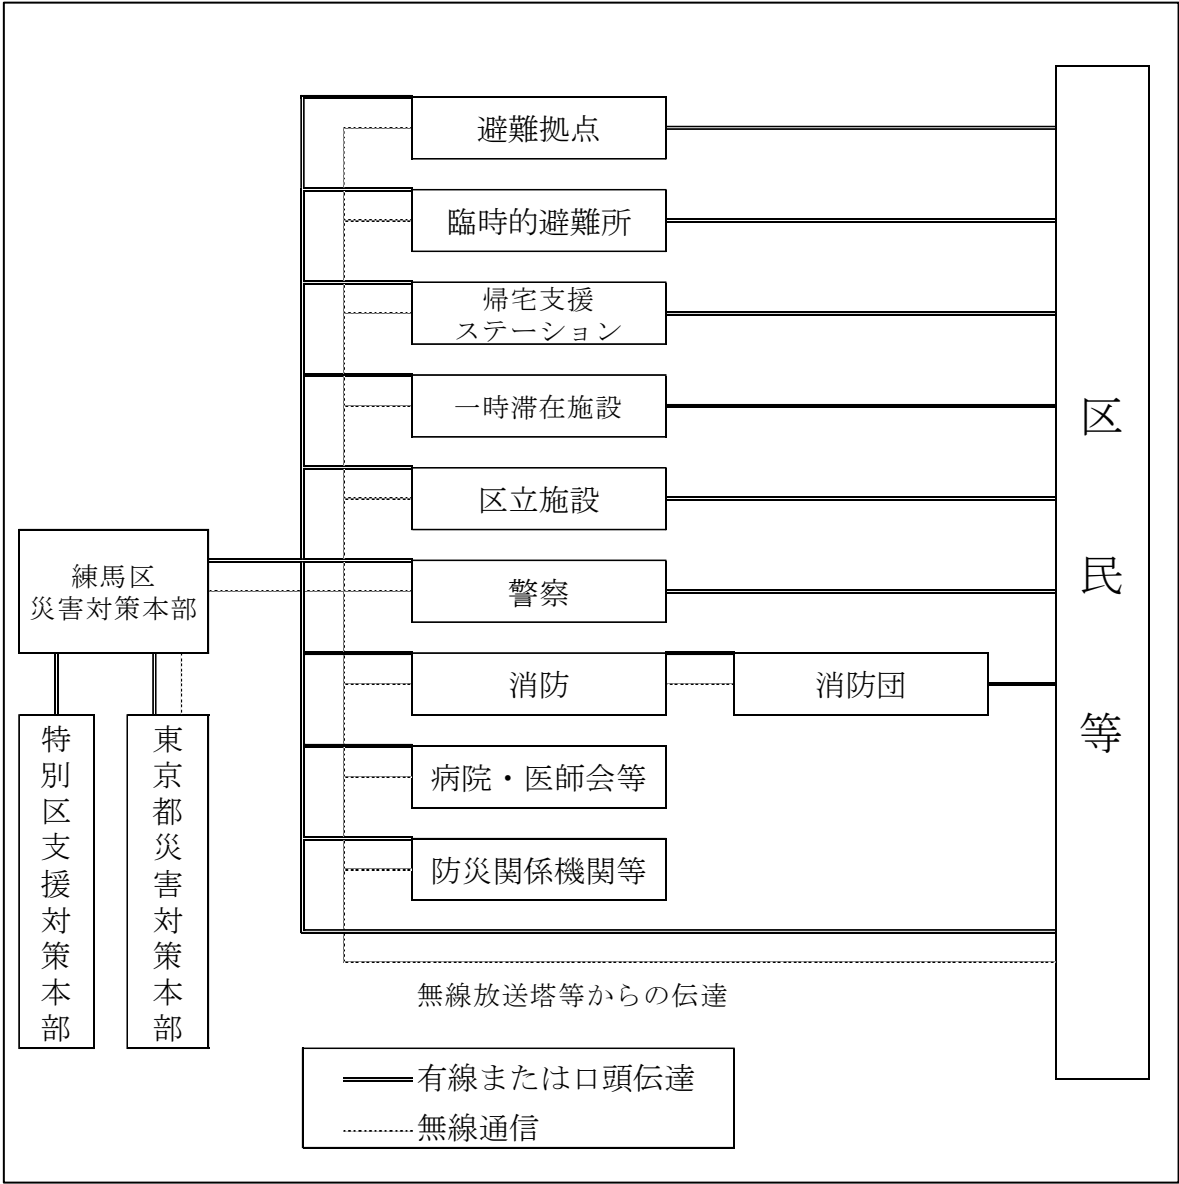 避難拠点
臨時的避難所
帰宅支援
ステーション
一時滞在施設
区立施設
警察
消防
消防団
病院・医師会等
防災関係機関等
練馬区
災害対策本部
特別区支援対策本部
東京都災害対策本部
区民等
無線放送塔等からの伝達
有線または口頭伝達
無線通信